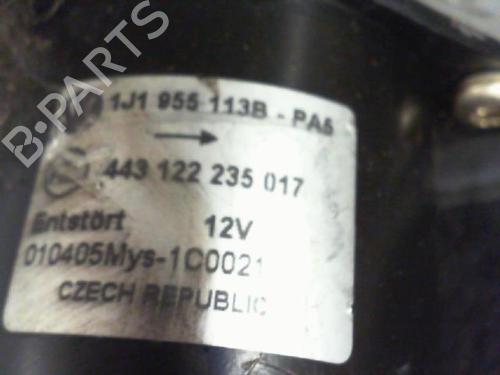 B-PARTS
1J1 955 113B - PA5
443 122 235 017
Entstört 12V
010405Mys-1C0021
CZECH REPUBLIC